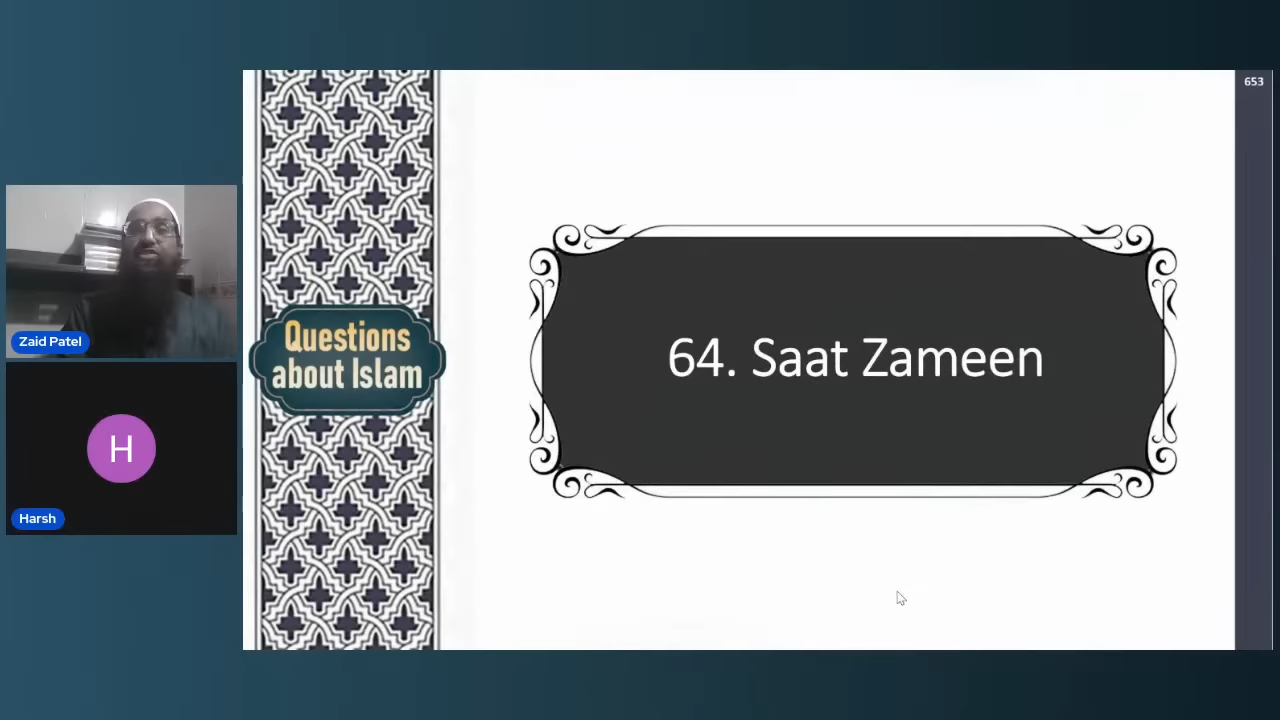 653
Zaid Patel
H
Harsh
Questions
about Islam
64. Saat Zameen